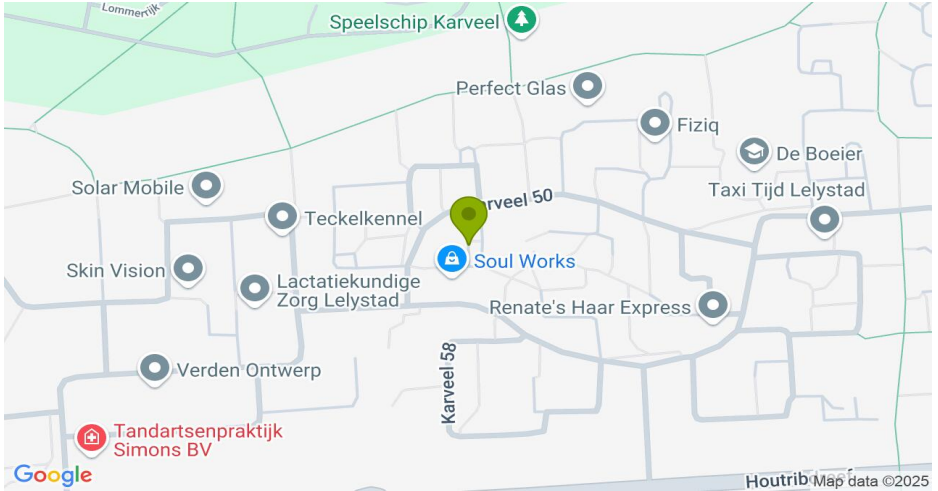 Lommerrijk
Speelschip Karveel
Perfect Glas
Fiziq
De Boeier
Solar Mobile
Taxi Tijd Lelystad
Karveel 50
Teckelkennel
Skin Vision
Soul Works
Lactatiekundige
Zorg Lelystad
Renate's Haar Express
Verden Ontwerp
Karveel 58
Tandartsenpraktijk
Simons BV
Google
Map data ©2025